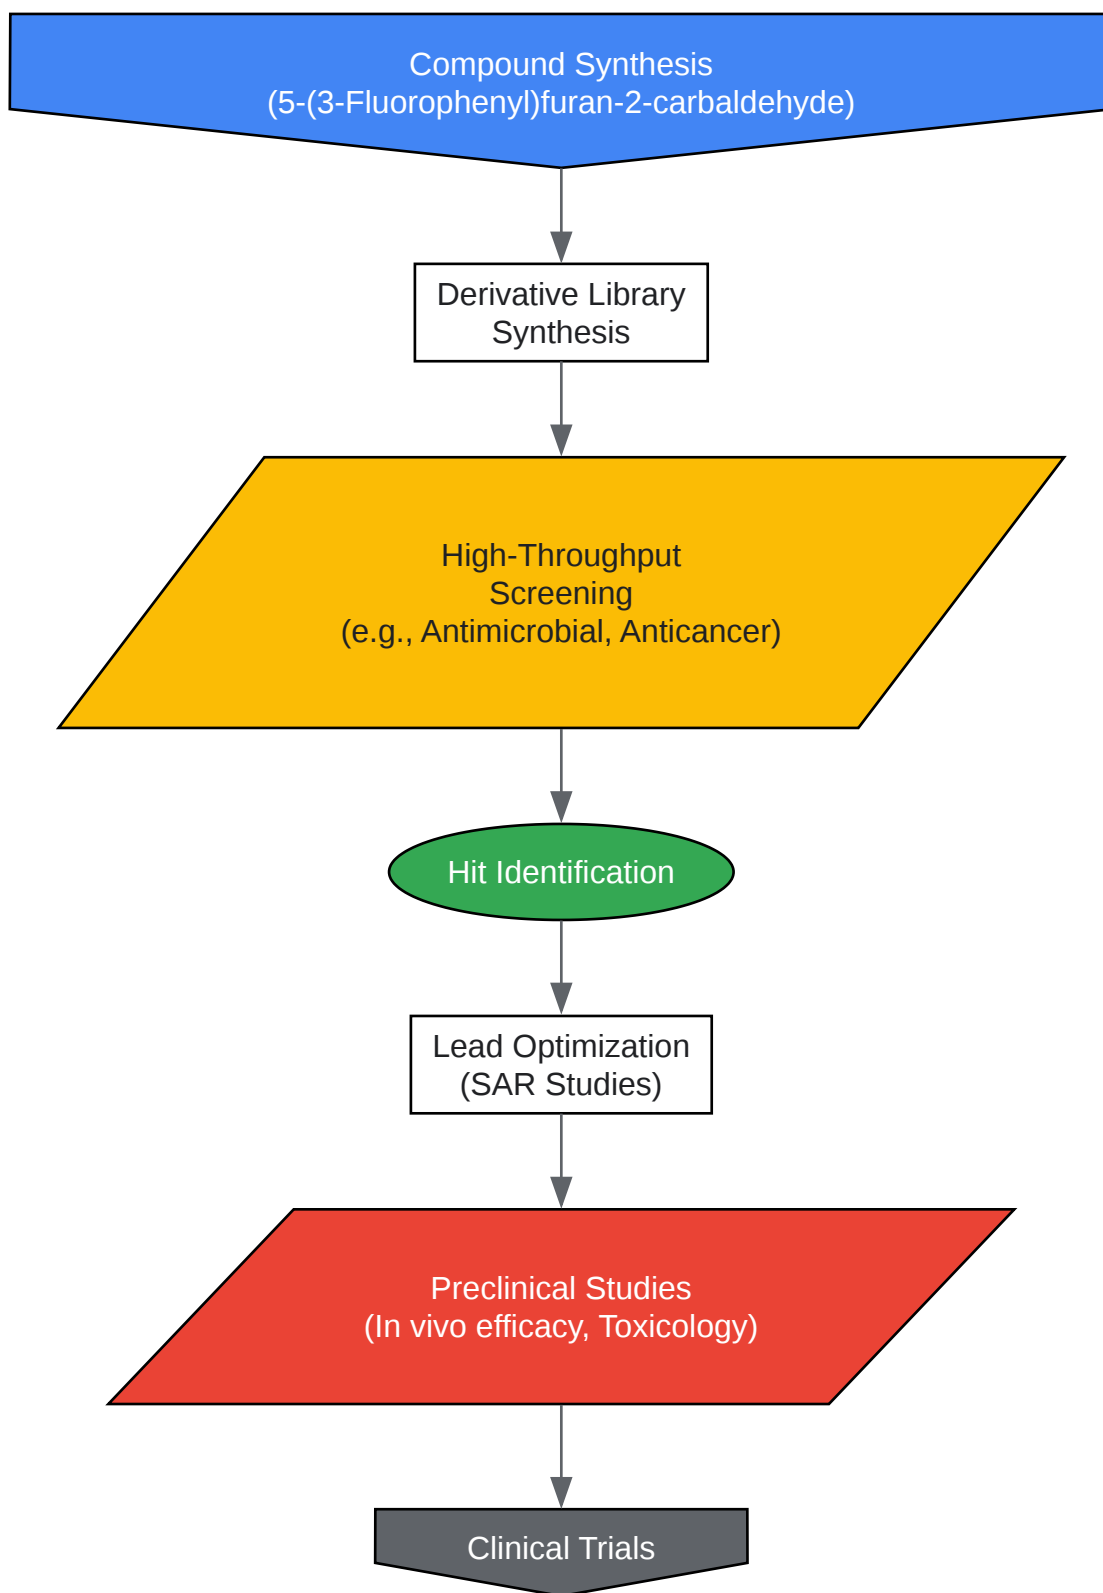 Compound Synthesis
(5-(3-Fluorophenyl)furan-2-carbaldehyde)
Derivative Library
Synthesis
High-Throughput
Screening
(e.g., Antimicrobial, Anticancer)
Hit Identification
Lead Optimization
(SAR Studies)
Preclinical Studies
(In vivo efficacy, Toxicology)
Clinical Trials